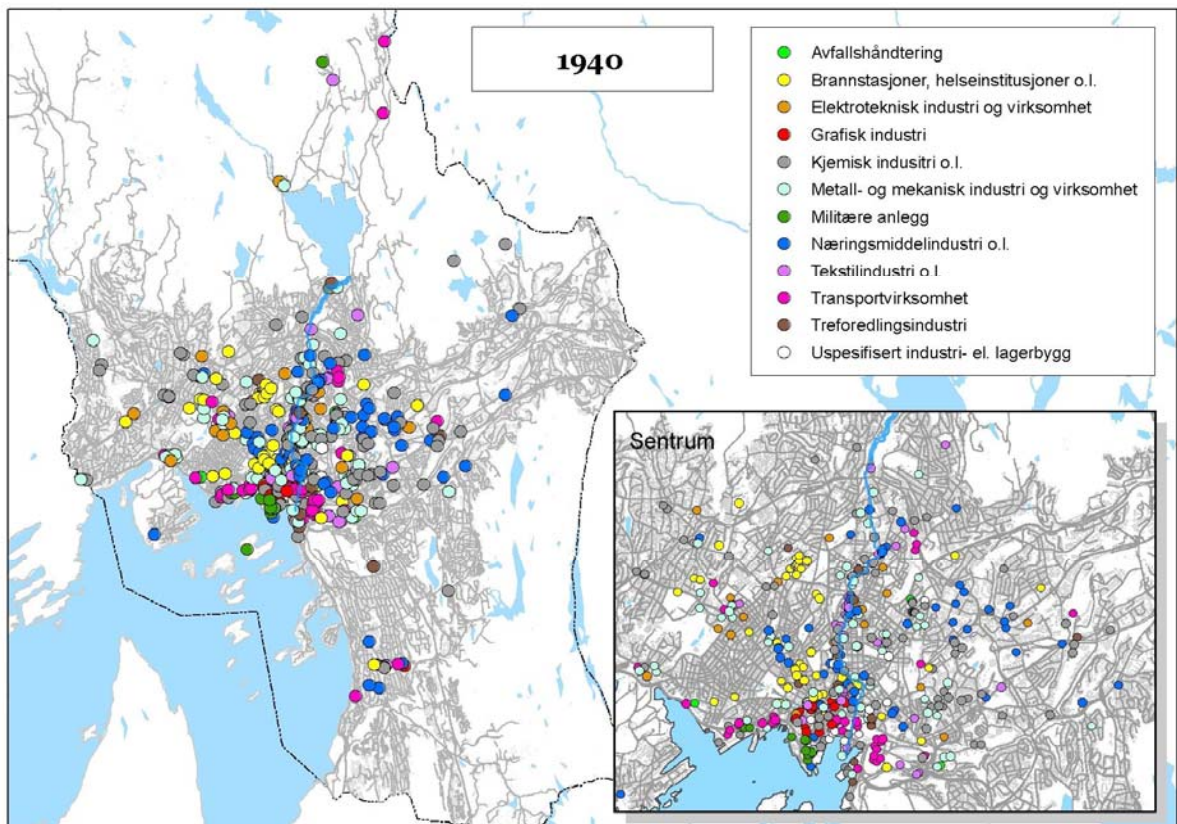 1940
Avfallshåndtering
Brannstasjoner, helseinstitusjoner o.l.
Elektroteknisk industri og virksomhet
Grafisk industri
Kjemisk indusitri o.l.
Metall- og mekanisk industri og virksomhet
Militære anlegg
Næringsmiddelindustri o.l.
Tekstilindustri o.l.
Transportvirksomhet
Treforedlingsindustri
Uspesifisert industri- el. lagerbygg
Sentrum